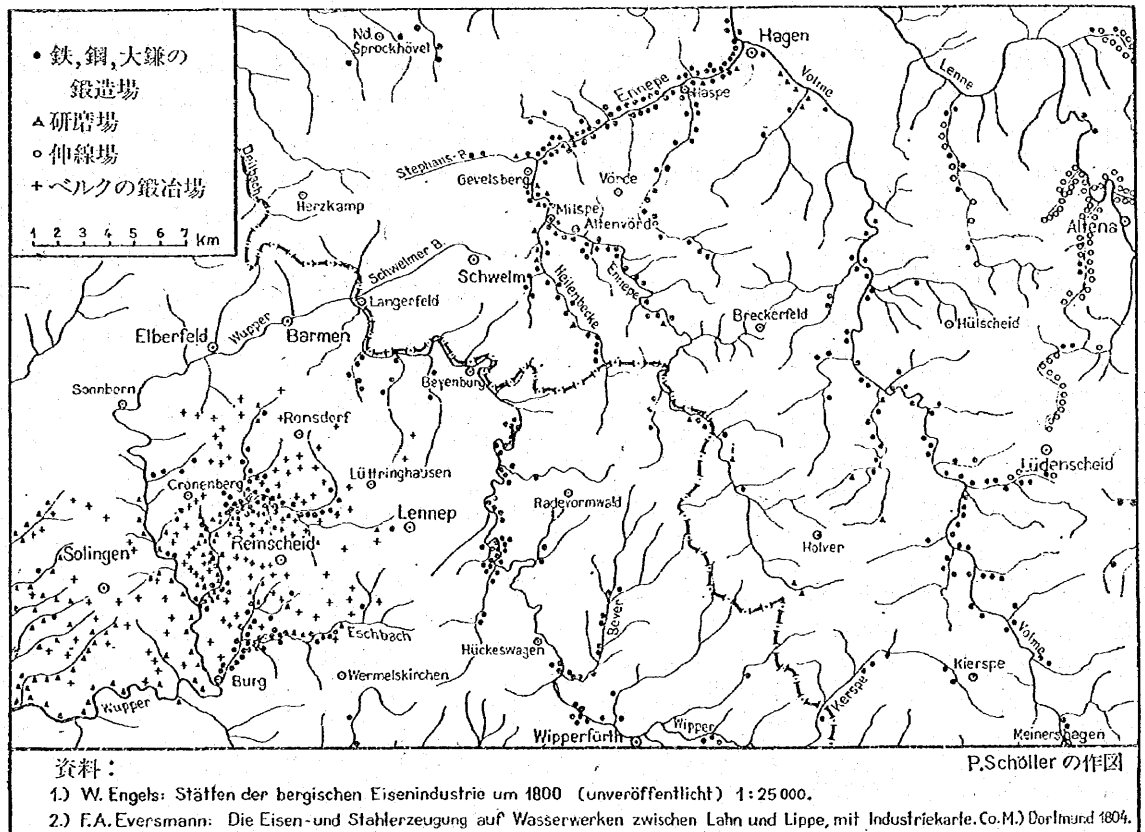 • 鉄,鋼,大鎌の
鍛造場
▵ 研磨場
○ 伸線場
+ ベルクの鍛冶場
1 2 3 4 5 6 7 km
Nd. Sprockhövel
Hagen
Lenne
Volme
Ennepe
Haspe
Deilbach
Stephans-B.
Gevelsberg
Vörde
Herzkamp
Milspe
Altenvörde
Altena
Schwelmer B.
Schwelm
Heilenbecke
Ennepe
Langerfeld
Breckerfeld
Hülscheid
Elberfeld
Wupper
Barmen
Beyenburg
Sonnborn
Ronsdorf
Lüttringhausen
Lüdenscheid
Cronenberg
Radevormwald
Lennep
Remscheid
Halver
Solingen
Bever
Eschbach
Volme
Hückeswagen
Kierspe
Burg
Wermelskirchen
Kerspe
Wupper
Wipper
Wipperfürth
Meinershagen
資料:
P.Schöller の作図
1.) W. Engels: Stätten der bergischen Eisenindustrie um 1800 (unveröffentlicht) 1:25 000.
2.) F.A. Eversmann: Die Eisen-und Stahlerzeugung auf Wasserwerken zwischen Lahn und Lippe, mit Industriekarte. Co.M.) Dortmund 1804.